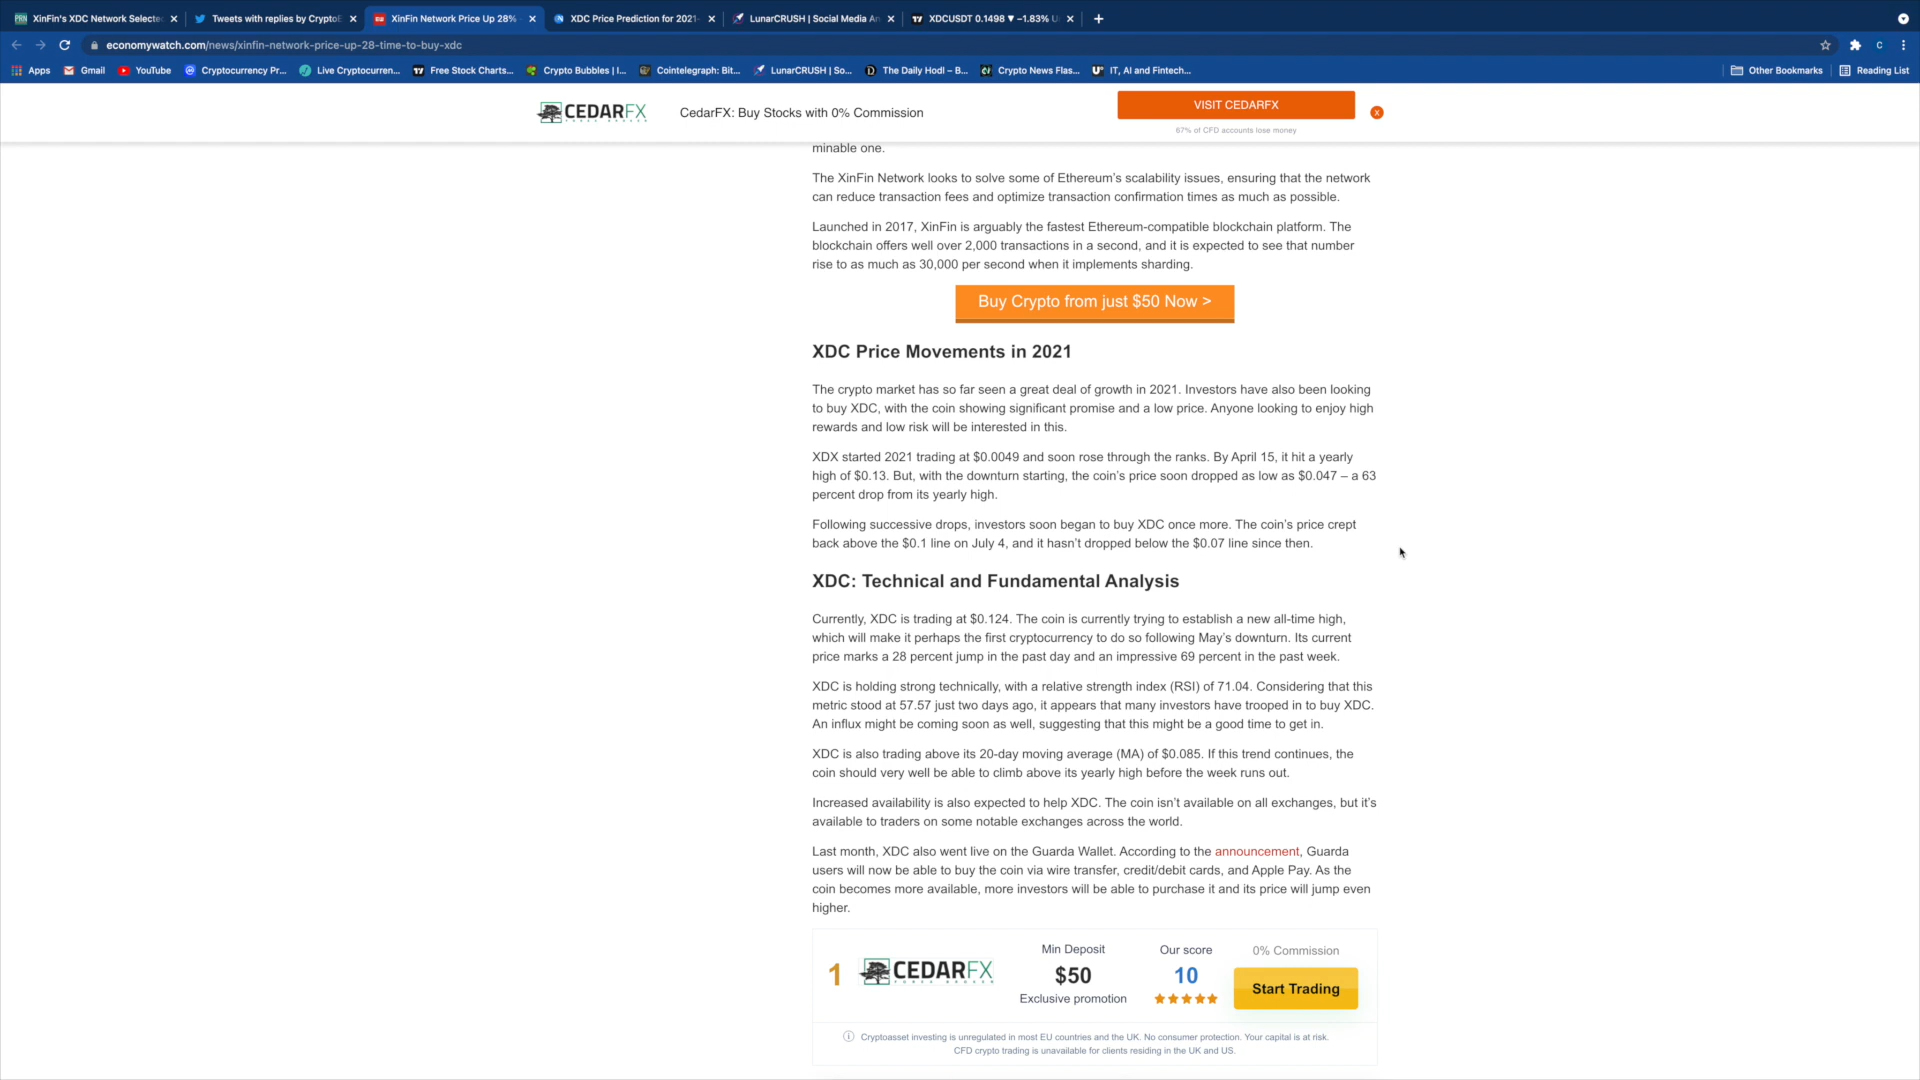 XinFin's XDC Network Selecte
Tweets with replies by CryptoE
XinFin Network Price Up 28% -
XDC Price Prediction for 2021-
LunarCRUSH | Social Media An
XDCUSDT 0.1498 ▼ −1.83% U
economywatch.com/news/xinfin-network-price-up-28-time-to-buy-xdc
C
Apps
Gmail
YouTube
Cryptocurrency Pr...
Live Cryptocurren...
Free Stock Charts...
Crypto Bubbles | I...
Cointelegraph: Bit...
LunarCRUSH | So...
The Daily Hodl – B...
Crypto News Flas...
IT, AI and Fintech...
Other Bookmarks
Reading List
CEDARFX
FOREX BROKER
CedarFX: Buy Stocks with 0% Commission
VISIT CEDARFX
67% of CFD accounts lose money
X
minable one.
The XinFin Network looks to solve some of Ethereum's scalability issues, ensuring that the network
can reduce transaction fees and optimize transaction confirmation times as much as possible.
Launched in 2017, XinFin is arguably the fastest Ethereum-compatible blockchain platform. The
blockchain offers well over 2,000 transactions in a second, and it is expected to see that number
rise to as much as 30,000 per second when it implements sharding.
Buy Crypto from just $50 Now >
XDC Price Movements in 2021
The crypto market has so far seen a great deal of growth in 2021. Investors have also been looking
to buy XDC, with the coin showing significant promise and a low price. Anyone looking to enjoy high
rewards and low risk will be interested in this.
XDX started 2021 trading at $0.0049 and soon rose through the ranks. By April 15, it hit a yearly
high of $0.13. But, with the downturn starting, the coin's price soon dropped as low as $0.047 – a 63
percent drop from its yearly high.
Following successive drops, investors soon began to buy XDC once more. The coin's price crept
back above the $0.1 line on July 4, and it hasn't dropped below the $0.07 line since then.
XDC: Technical and Fundamental Analysis
Currently, XDC is trading at $0.124. The coin is currently trying to establish a new all-time high,
which will make it perhaps the first cryptocurrency to do so following May's downturn. Its current
price marks a 28 percent jump in the past day and an impressive 69 percent in the past week.
XDC is holding strong technically, with a relative strength index (RSI) of 71.04. Considering that this
metric stood at 57.57 just two days ago, it appears that many investors have trooped in to buy XDC.
An influx might be coming soon as well, suggesting that this might be a good time to get in.
XDC is also trading above its 20-day moving average (MA) of $0.085. If this trend continues, the
coin should very well be able to climb above its yearly high before the week runs out.
Increased availability is also expected to help XDC. The coin isn't available on all exchanges, but it's
available to traders on some notable exchanges across the world.
Last month, XDC also went live on the Guarda Wallet. According to the announcement, Guarda
users will now be able to buy the coin via wire transfer, credit/debit cards, and Apple Pay. As the
coin becomes more available, more investors will be able to purchase it and its price will jump even
higher.
1
CEDARFX
FOREX BROKER
Min Deposit
$50
Exclusive promotion
Our score
10
0% Commission
Start Trading
Cryptoasset investing is unregulated in most EU countries and the UK. No consumer protection. Your capital is at risk.
CFD crypto trading is unavailable for clients residing in the UK and US.